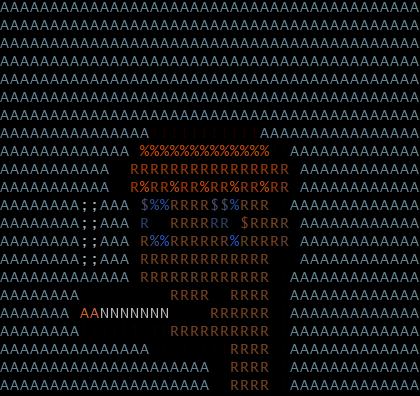 AAAAAAAAAAAAAAAAAAAAAAAAAAAAAAAAAAAAAAAAAA
AAAAAAAAAAAAAAAAAAAAAAAAAAAAAAAAAAAAAAAAAA
AAAAAAAAAAAAAAAAAAAAAAAAAAAAAAAAAAAAAAAAAA
AAAAAAAAAAAAAAAAAAAAAAAAAAAAAAAAAAAAAAAAAA
AAAAAAAAAAAAAAAAAAAAAAAAAAAAAAAAAAAAAAAAAA
AAAAAAAAAAAAAAAAAAAAAAAAAAAAAAAAAAAAAAAAAA
AAAAAAAAAAAAAAAAAAAAAAAAAAAAAAAAAAAAAAAAAA
AAAAAAAAAAAAAAA           AAAAAAAAAAAAAAAA
AAAAAAAAAAAAA %%%%%%%%%%%%%  AAAAAAAAAAAAA
AAAAAAAAAAA  RRRRRRRRRRRRRRRR AAAAAAAAAAAA
AAAAAAAAAAA  R%RR%RR%RR%RR%RR AAAAAAAAAAAA
AAAAAAAA;;AAA $%%RRRR$$%RRR   AAAAAAAAAAAA
AAAAAAAA;;AAA R  RRRRRR $RRRR AAAAAAAAAAAA
AAAAAAAA;;AAA R%%RRRRRR%RRRRR AAAAAAAAAAAA
AAAAAAAA;;AAA RRRRRRRRRRRRR   AAAAAAAAAAAA
AAAAAAAAAAAAA RRRRRRRRRRRRR  AAAAAAAAAAAAA
AAAAAAAA         RRRR  RRRR  AAAAAAAAAAAAA
AAAAAAA AANNNNNNN    RRRRRR  AAAAAAAAAAAAA
AAAAAAAA         RRRRRRRRRR  AAAAAAAAAAAAA
AAAAAAAAAAAAAAA        RRRR  AAAAAAAAAAAAA
AAAAAAAAAAAAAAAAAAAAA  RRRR  AAAAAAAAAAAAA
AAAAAAAAAAAAAAAAAAAAA  RRRR  AAAAAAAAAAAAA